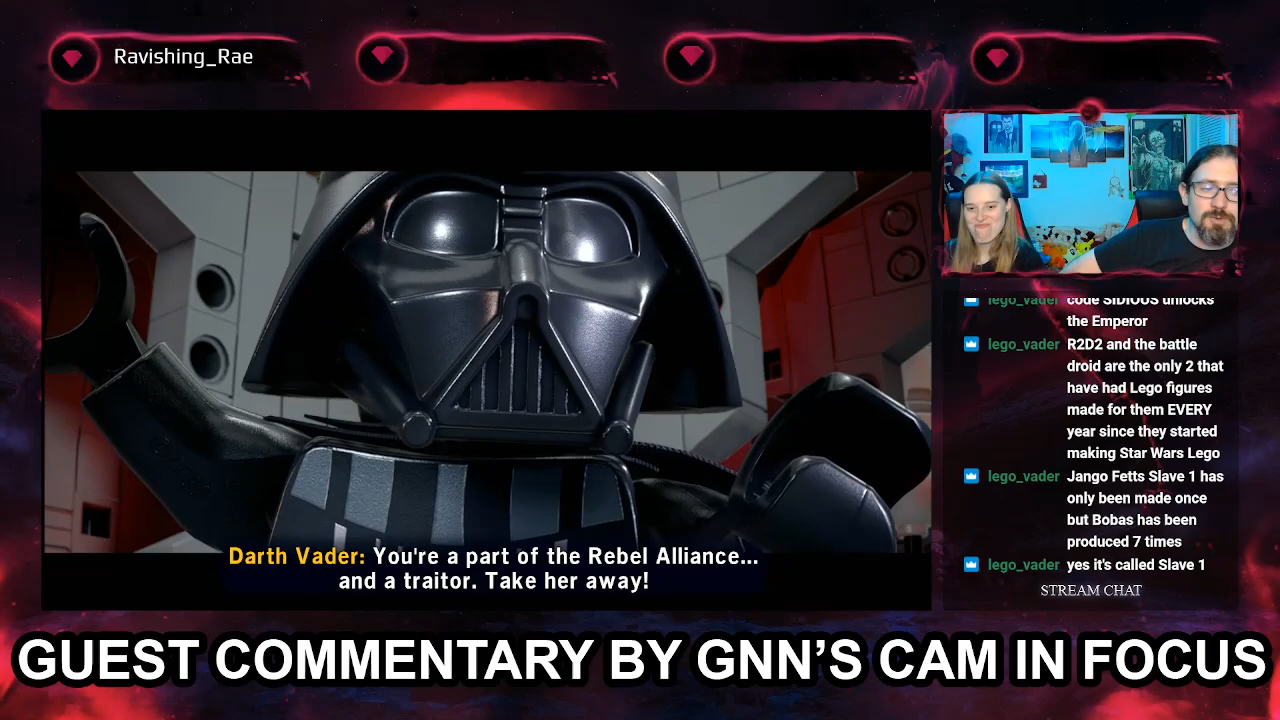 Ravishing_Rae
lego_vader code SIDIOUS unlocks
the Emperor
lego_vader R2D2 and the battle
droid are the only 2 that
have had Lego figures
made for them EVERY
year since they started
making Star Wars Lego
lego_vader Jango Fetts Slave 1 has
only been made once
but Bobas has been
produced 7 times
lego_vader yes it's called Slave 1
STREAM CHAT
Darth Vader: You're a part of the Rebel Alliance...
and a traitor. Take her away!
GUEST COMMENTARY BY GNN'S CAM IN FOCUS